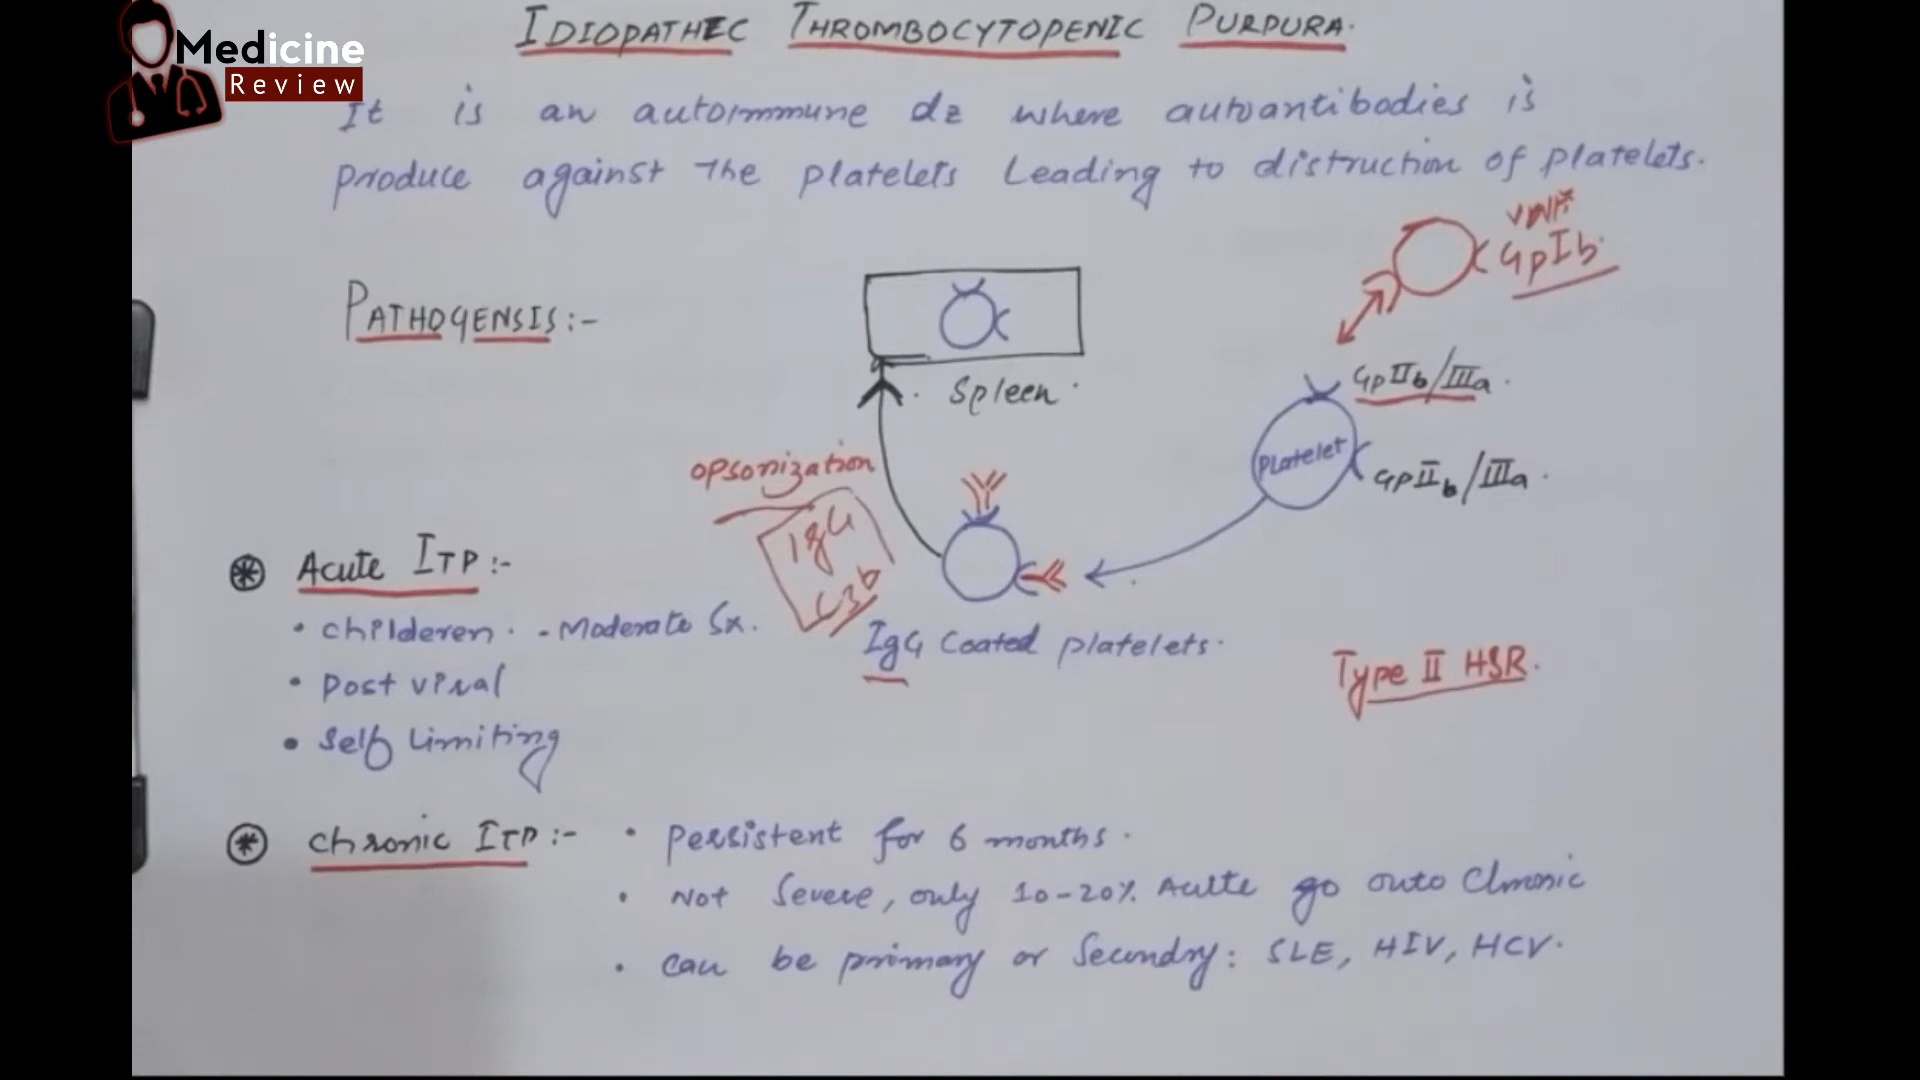 Medicine
Review
IDIOPATHIC THROMBOCYTOPENIC PURPURA.
It is an autoimmune dz where autoantibodies is
produce against the platelets Leading to distruction of platelets.
PATHOGENSIS:-
Spleen
VWF
GpIb
GpIIb/IIIa
Platelet
GpIIb/IIIa
opsonization
IgG
C3b
IgG Coated platelets.
Type II HSR.
Acute ITP:-
• childeren. - Moderate Sx.
• Post viral
• Self Limiting
chronic ITP:-
• Persistent for 6 months.
• Not Severe, only 10-20% Acute go onto Chronic
• can be primary or Secondry: SLE, HIV, HCV.